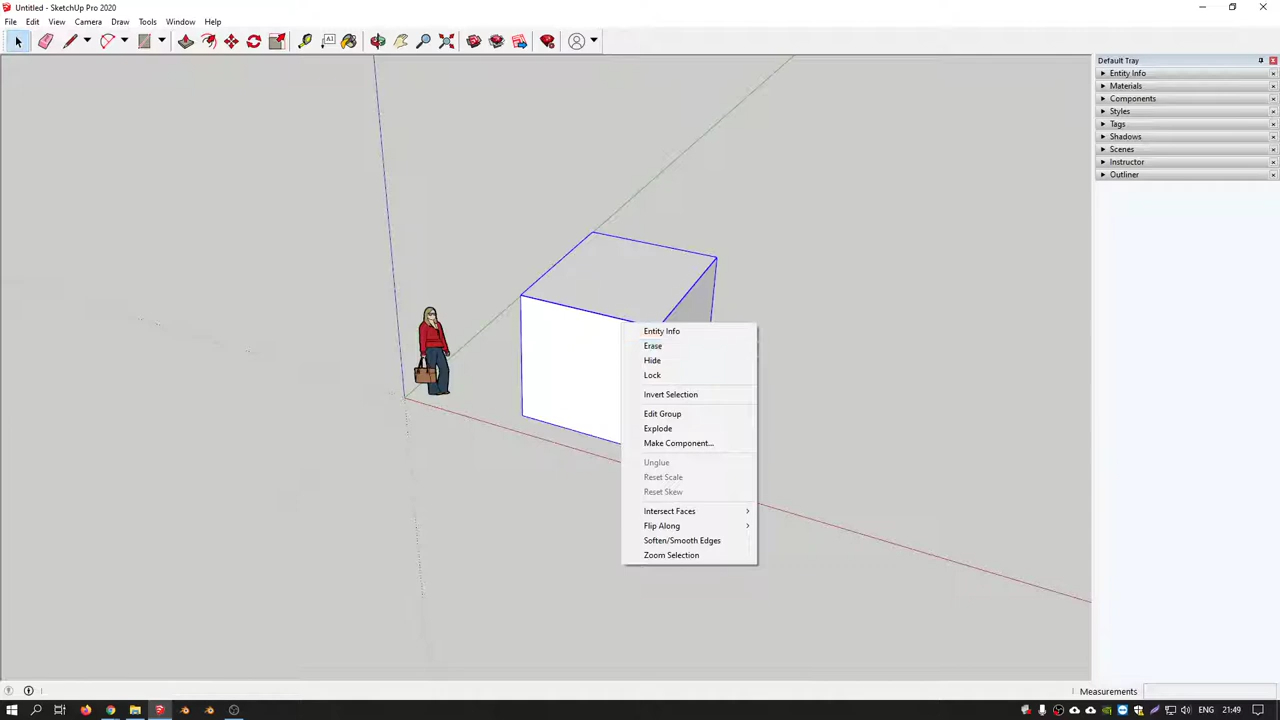 Untitled - SketchUp Pro 2020
File Edit View Camera Draw Tools Window Help
Default Tray
Entity Info
Materials
Components
Styles
Tags
Shadows
Scenes
Instructor
Outliner
Entity Info
Erase
Hide
Lock
Invert Selection
Edit Group
Explode
Make Component...
Unglue
Reset Scale
Reset Skew
Intersect Faces
Flip Along
Soften/Smooth Edges
Zoom Selection
Measurements
ENG 21:49